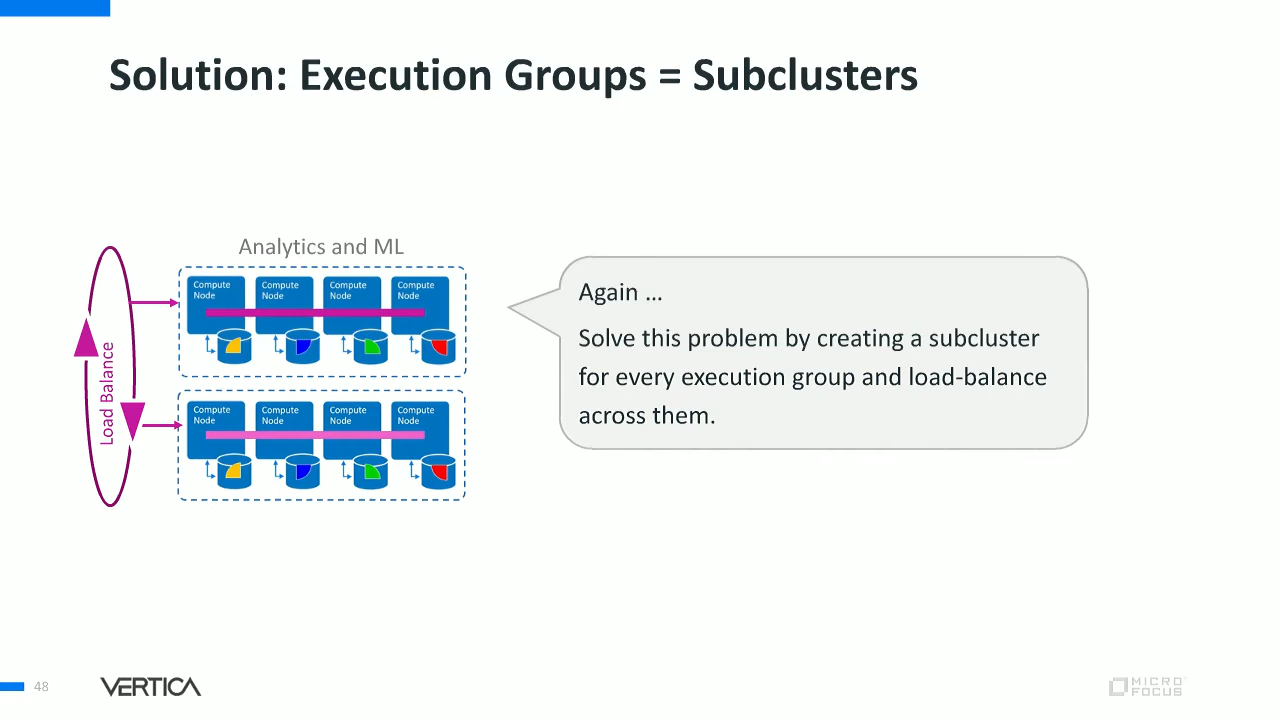 Solution: Execution Groups = Subclusters
Analytics and ML
Compute Node
Compute Node
Compute Node
Compute Node
Load Balance
Compute Node
Compute Node
Compute Node
Compute Node
Again …
Solve this problem by creating a subcluster
for every execution group and load-balance
across them.
48
VERTICA
MICRO
FOCUS